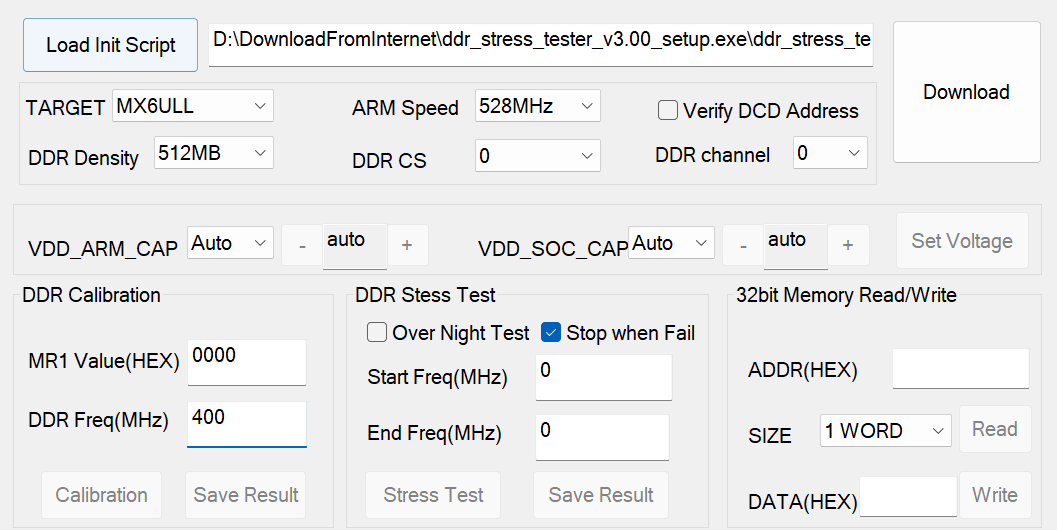 Load Init Script
D:\DownloadFromInternet\ddr_stress_tester_v3.00_setup.exe\ddr_stress_te
Download
TARGET MX6ULL ARM Speed 528MHz Verify DCD Address
DDR Density 512MB DDR CS 0 DDR channel 0
VDD_ARM_CAP Auto - auto + VDD_SOC_CAP Auto - auto + Set Voltage
DDR Calibration
MR1 Value(HEX) 0000
DDR Freq(MHz) 400
Calibration Save Result
DDR Stess Test
Over Night Test Stop when Fail
Start Freq(MHz) 0
End Freq(MHz) 0
Stress Test Save Result
32bit Memory Read/Write
ADDR(HEX)
SIZE 1 WORD Read
DATA(HEX) Write